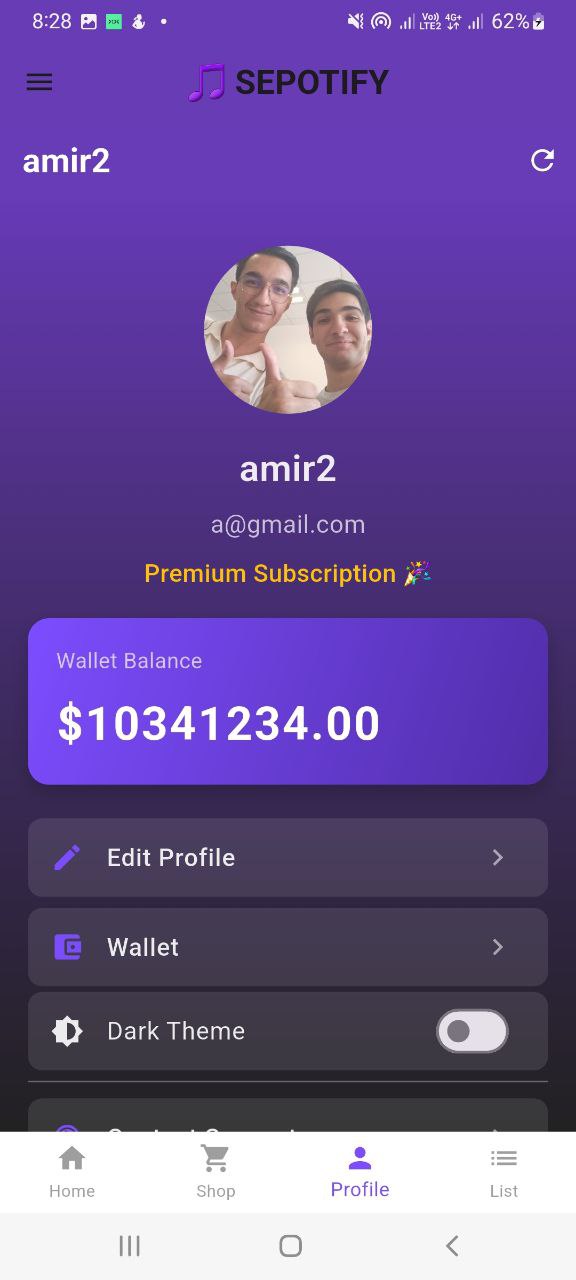 8:28
Vo)) LTE2 4G+ 62%
SEPOTIFY
amir2
amir2
a@gmail.com
Premium Subscription 🎉
Wallet Balance
$10341234.00
Edit Profile
Wallet
Dark Theme
Home Shop Profile List